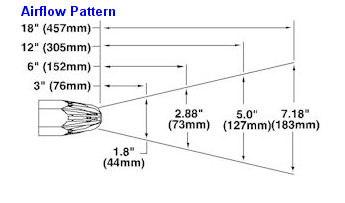 Airflow Pattern
18" (457mm)
12" (305mm)
6" (152mm)
3" (76mm)
1.8"
(44mm)
2.88"
(73mm)
5.0"
(127mm)
7.18"
(183mm)